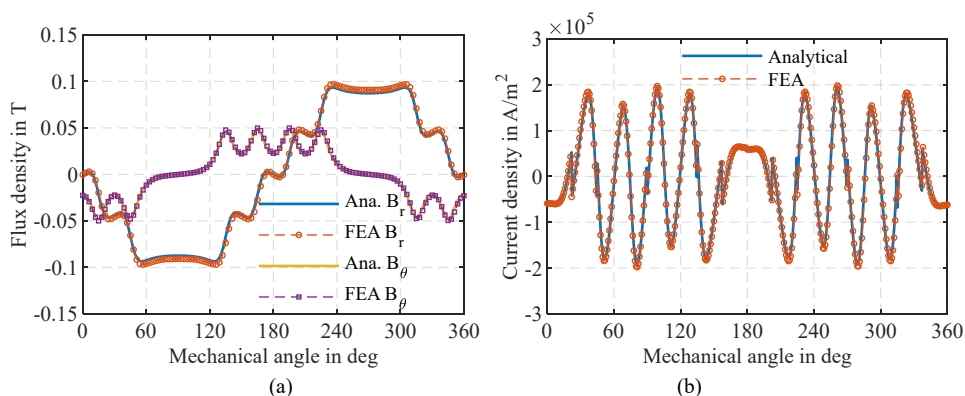 0.15
0.1
0.05
0
-0.05
-0.1
-0.15
Flux density in T
0 60 120 180 240 300 360
Mechanical angle in deg
Ana. B_r
FEA B_r
Ana. B_θ
FEA B_θ
(a)
×10^5
3
2
1
0
-1
-2
-3
Current density in A/m^2
0 60 120 180 240 300 360
Mechanical angle in deg
Analytical
FEA
(b)